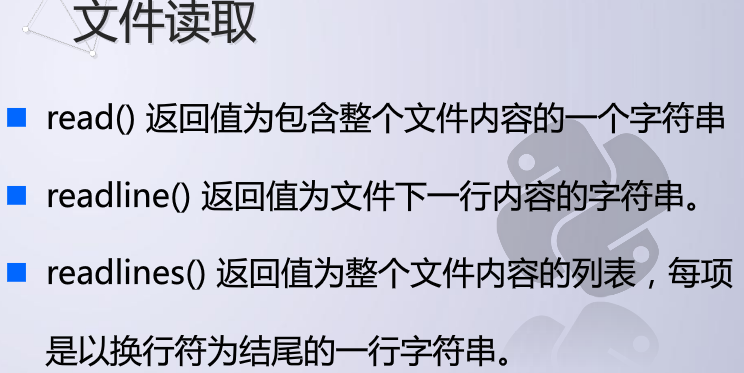 文件读取
read() 返回值为包含整个文件内容的一个字符串
readline() 返回值为文件下一行内容的字符串。
readlines() 返回值为整个文件内容的列表，每项
是以换行符为结尾的一行字符串。